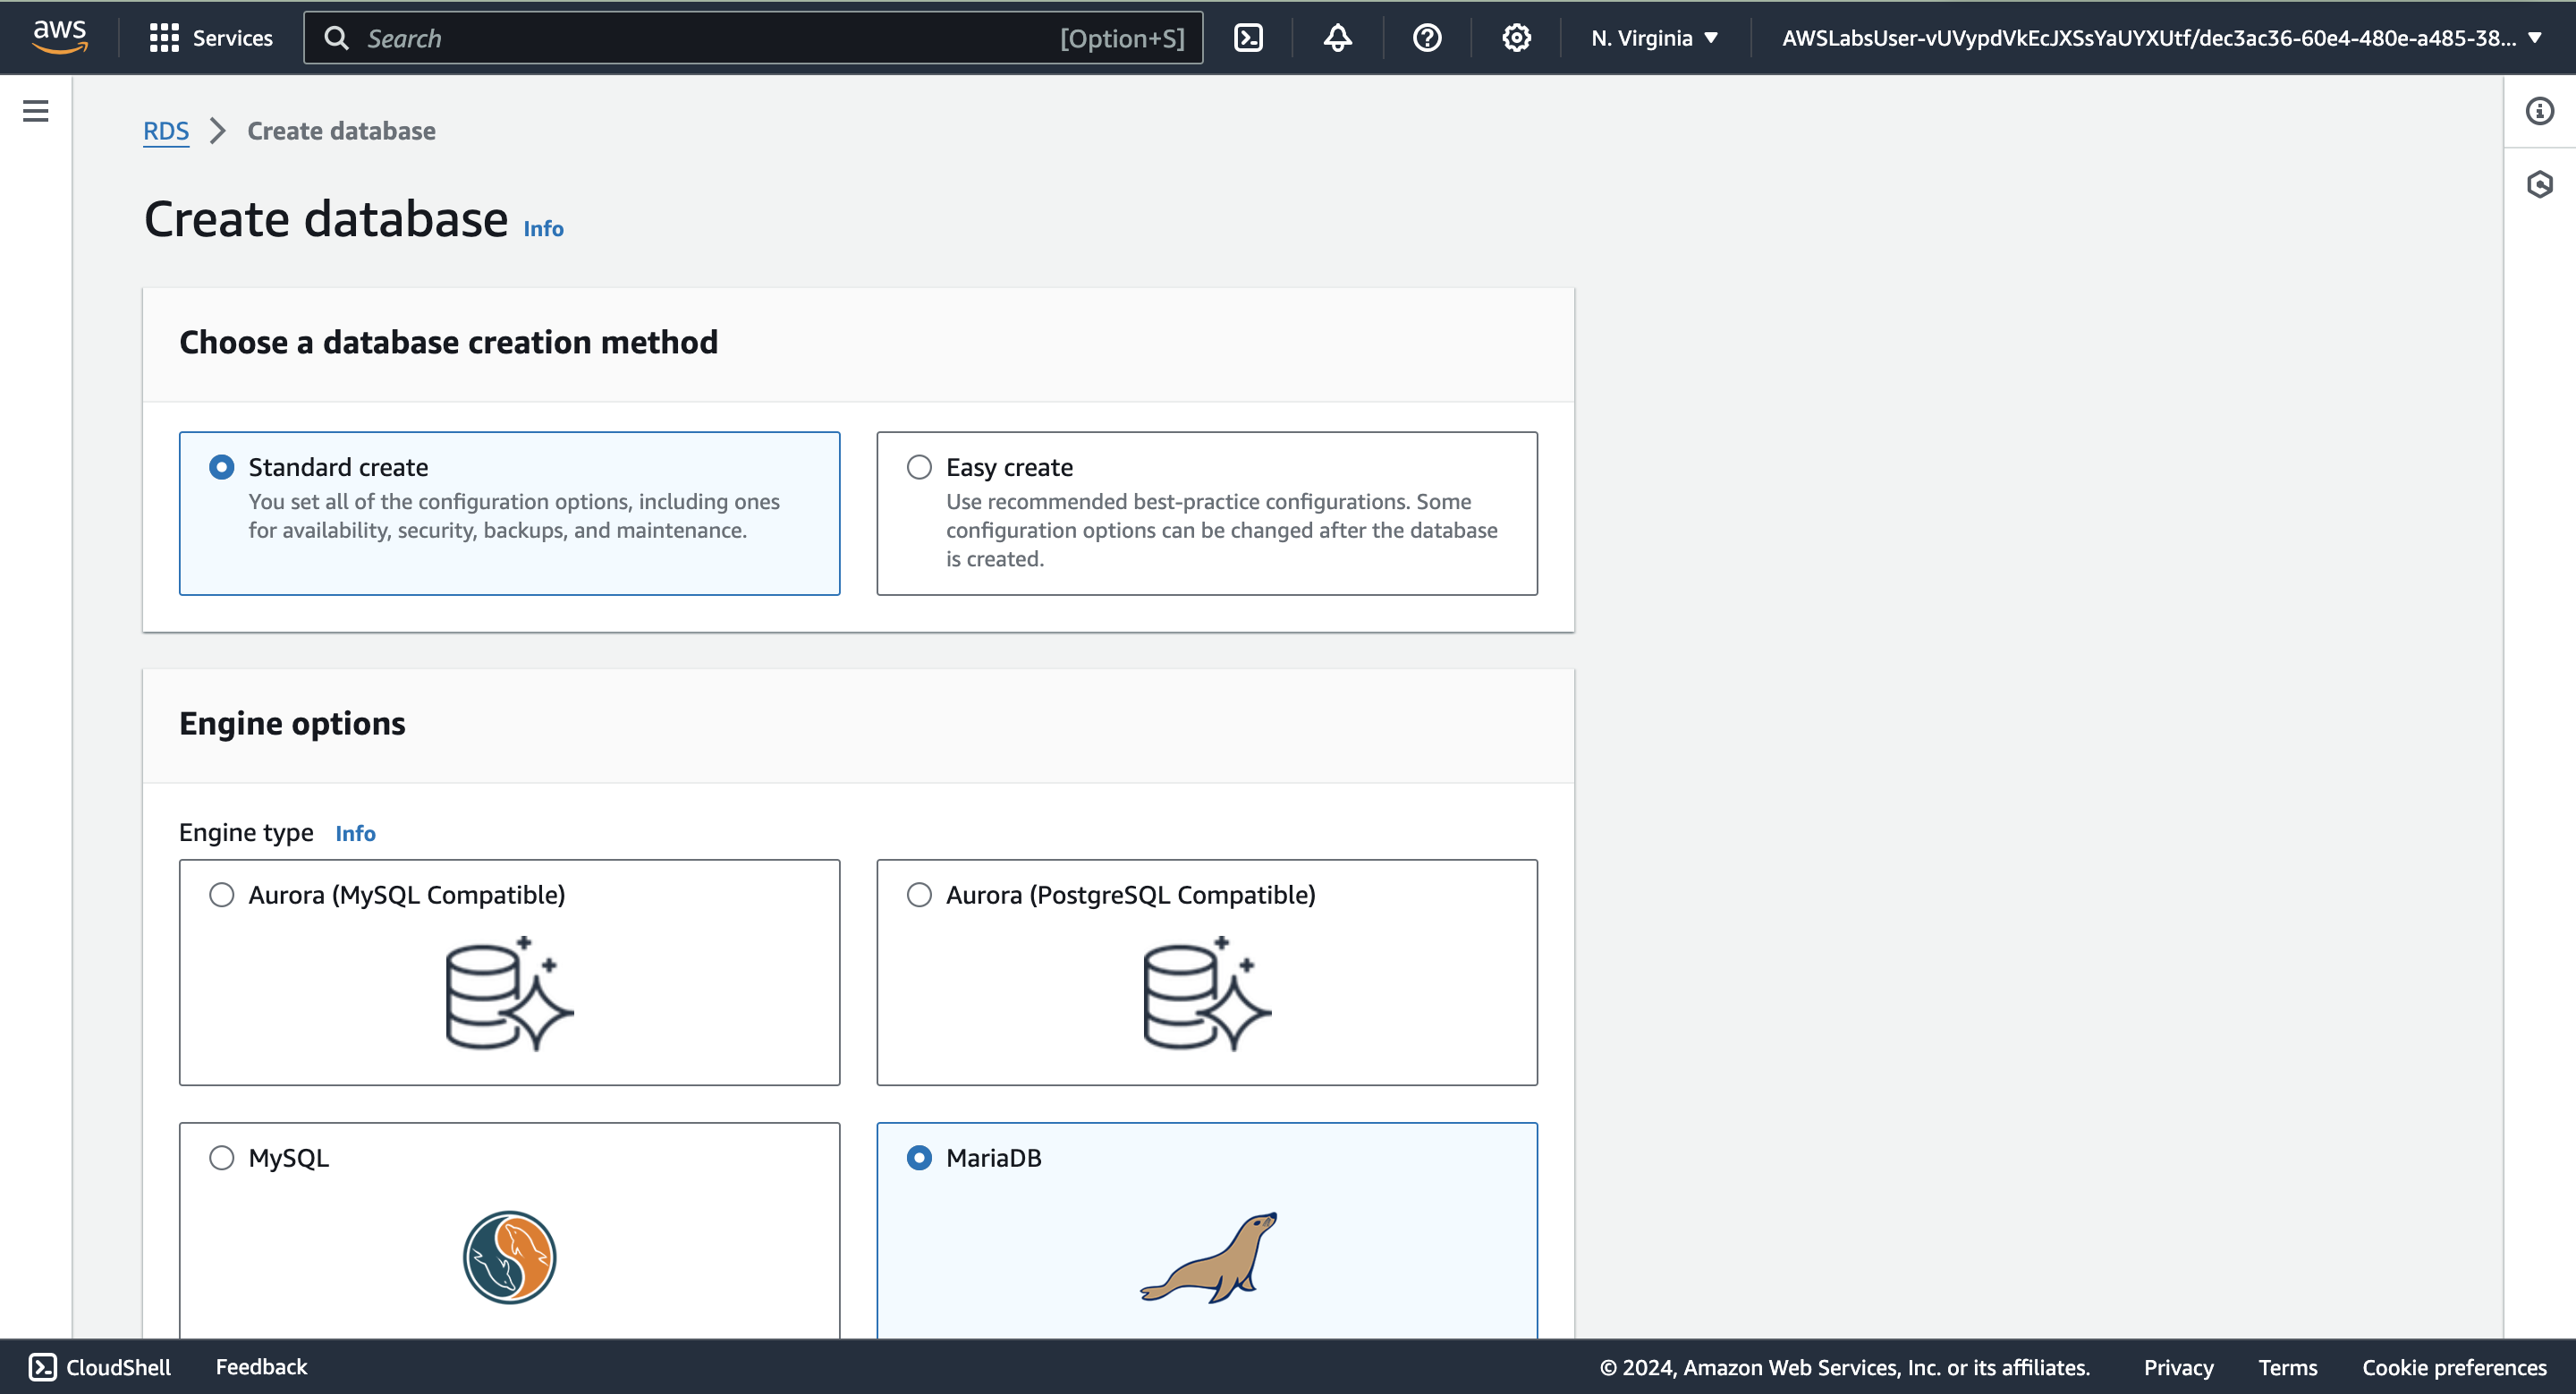 aws
Services
Search
[Option+S]
N. Virginia
AWSLabsUser-vUVypdVkEcJXSsYaUYXUtf/dec3ac36-60e4-480e-a485-38...
RDS
Create database
Create database
Info
Choose a database creation method
Standard create
You set all of the configuration options, including ones
for availability, security, backups, and maintenance.
Easy create
Use recommended best-practice configurations. Some
configuration options can be changed after the database
is created.
Engine options
Engine type
Info
Aurora (MySQL Compatible)
Aurora (PostgreSQL Compatible)
MySQL
MariaDB
CloudShell
Feedback
© 2024, Amazon Web Services, Inc. or its affiliates.
Privacy
Terms
Cookie preferences